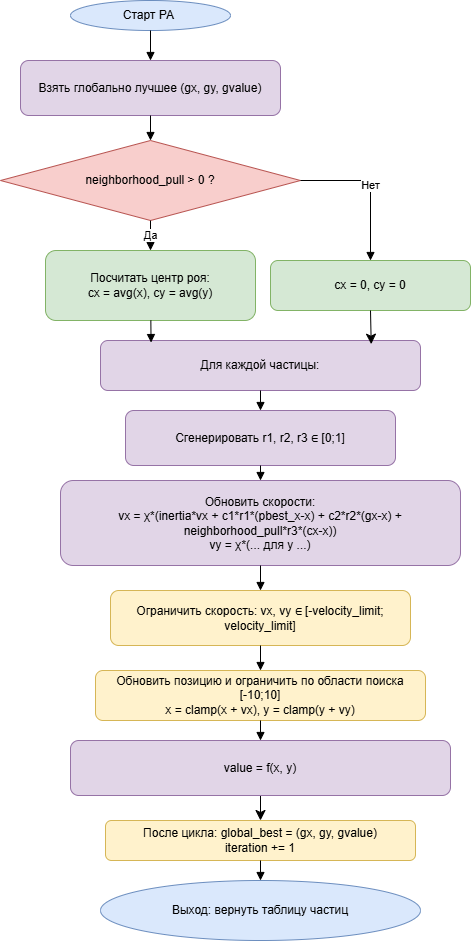 Старт РА
Взять глобально лучшее (gx, gy, gvalue)
neighborhood_pull > 0 ?
Нет
Да
Посчитать центр роя:
cx = avg(x), cy = avg(y)
cx = 0, cy = 0
Для каждой частицы:
Сгенерировать r1, r2, r3 ∈ [0;1]
Обновить скорости:
vx = χ*(inertia*vx + c1*r1*(pbest_x-x) + c2*r2*(gx-x) +
neighborhood_pull*r3*(cx-x))
vy = χ*(... для y ...)
Ограничить скорость: vx, vy ∈ [-velocity_limit;
velocity_limit]
Обновить позицию и ограничить по области поиска
[-10;10]
x = clamp(x + vx), y = clamp(y + vy)
value = f(x, y)
После цикла: global_best = (gx, gy, gvalue)
iteration += 1
Выход: вернуть таблицу частиц